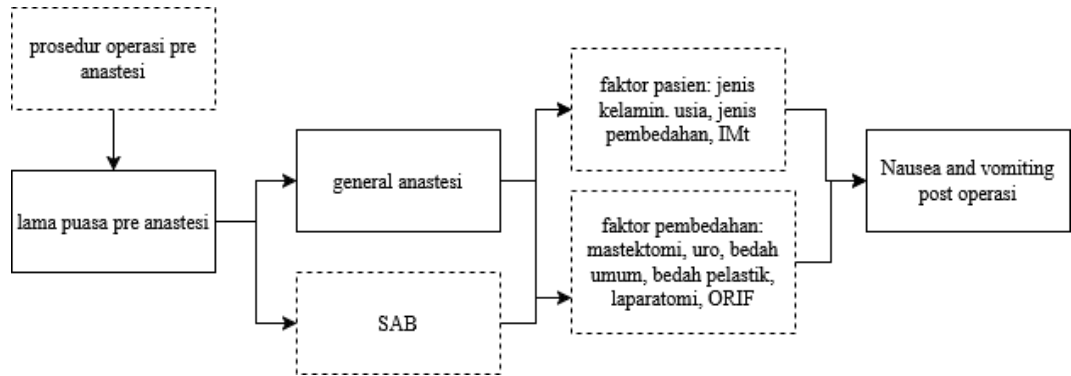 prosedur operasi pre
anastesi
lama puasa pre anastesi
general anastesi
SAB
faktor pasien: jenis
kelamin. usia, jenis
pembedahan, IMt
faktor pembedahan:
mastektomi, uro, bedah
umum, bedah pelastik,
laparatomi, ORIF
Nausea and vomiting
post operasi